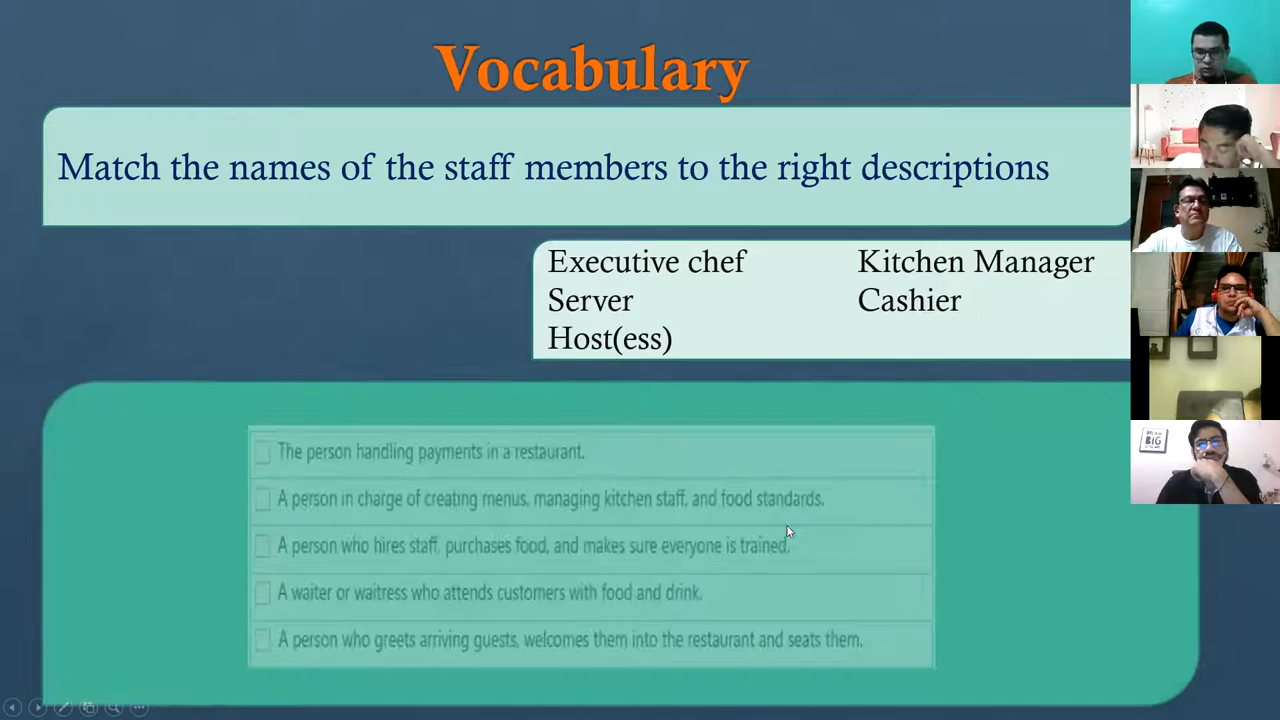 Vocabulary
Match the names of the staff members to the right descriptions
Executive chef Kitchen Manager
Server Cashier
Host(ess)
The person handling payments in a restaurant.
A person in charge of creating menus, managing kitchen staff, and food standards.
A person who hires staff, purchases food, and makes sure everyone is trained.
A waiter or waitress who attends customers with food and drink.
A person who greets arriving guests, welcomes them into the restaurant and seats them.
BIG